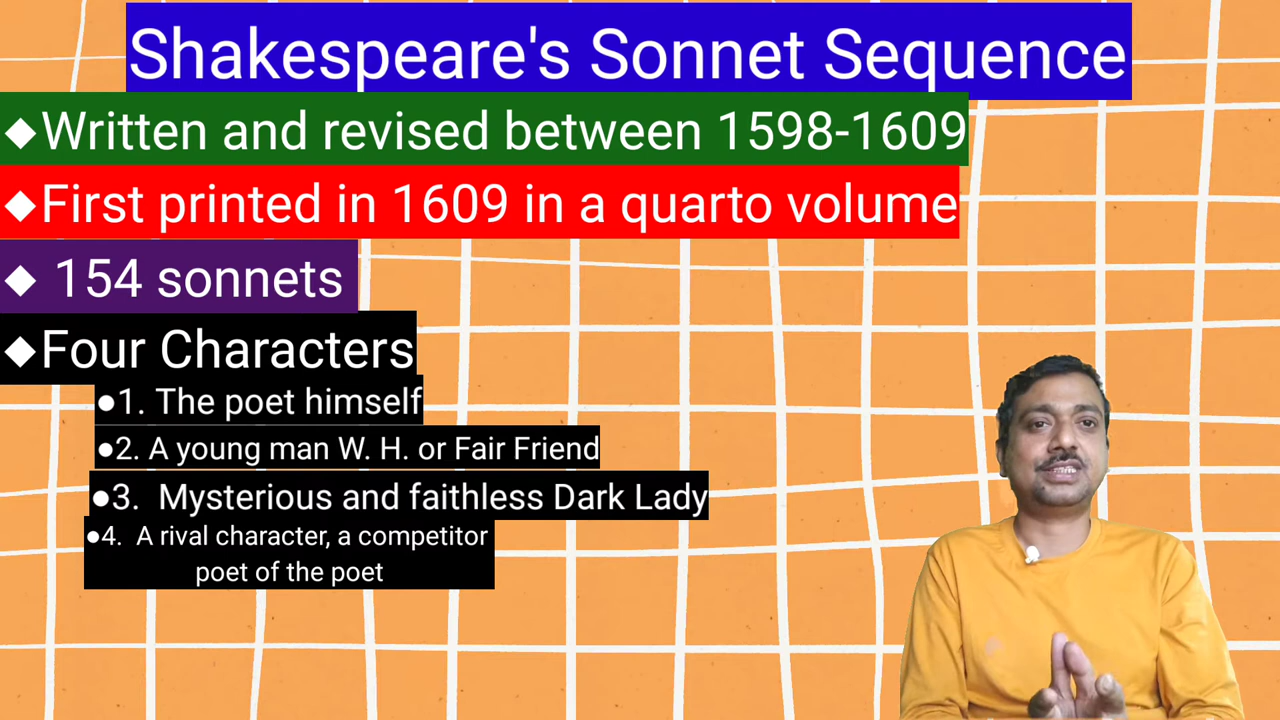 Shakespeare's Sonnet Sequence
◆Written and revised between 1598-1609
◆First printed in 1609 in a quarto volume
◆ 154 sonnets
◆Four Characters
●1. The poet himself
●2. A young man W. H. or Fair Friend
●3. Mysterious and faithless Dark Lady
●4. A rival character, a competitor
poet of the poet